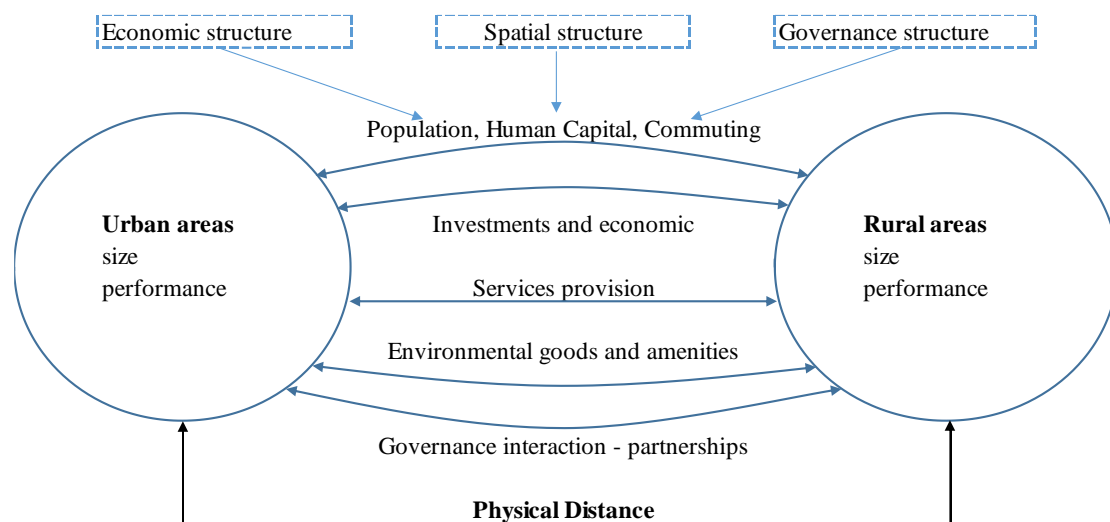 Economic structure
Spatial structure
Governance structure
Population, Human Capital, Commuting
Urban areas
size
performance
Investments and economic
Rural areas
size
performance
Services provision
Environmental goods and amenities
Governance interaction - partnerships
Physical Distance